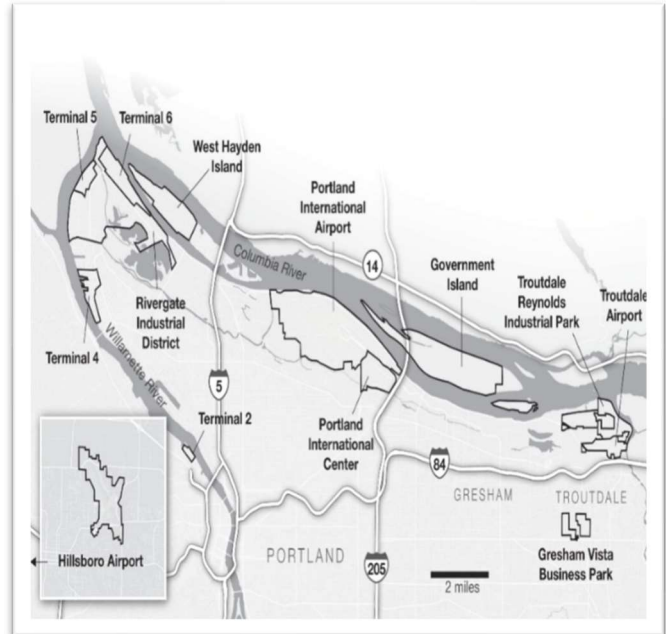 Terminal 5
Terminal 6
West Hayden
Island
Portland
International
Airport
Columbia River
14
Government
Island
Troutdale
Reynolds
Industrial Park
Troutdale
Airport
Rivergate
Industrial
District
Terminal 4
Willamette River
5
Terminal 2
Portland
International
Center
84
GRESHAM
TROUTDALE
Hillsboro Airport
PORTLAND
205
2 miles
Gresham Vista
Business Park